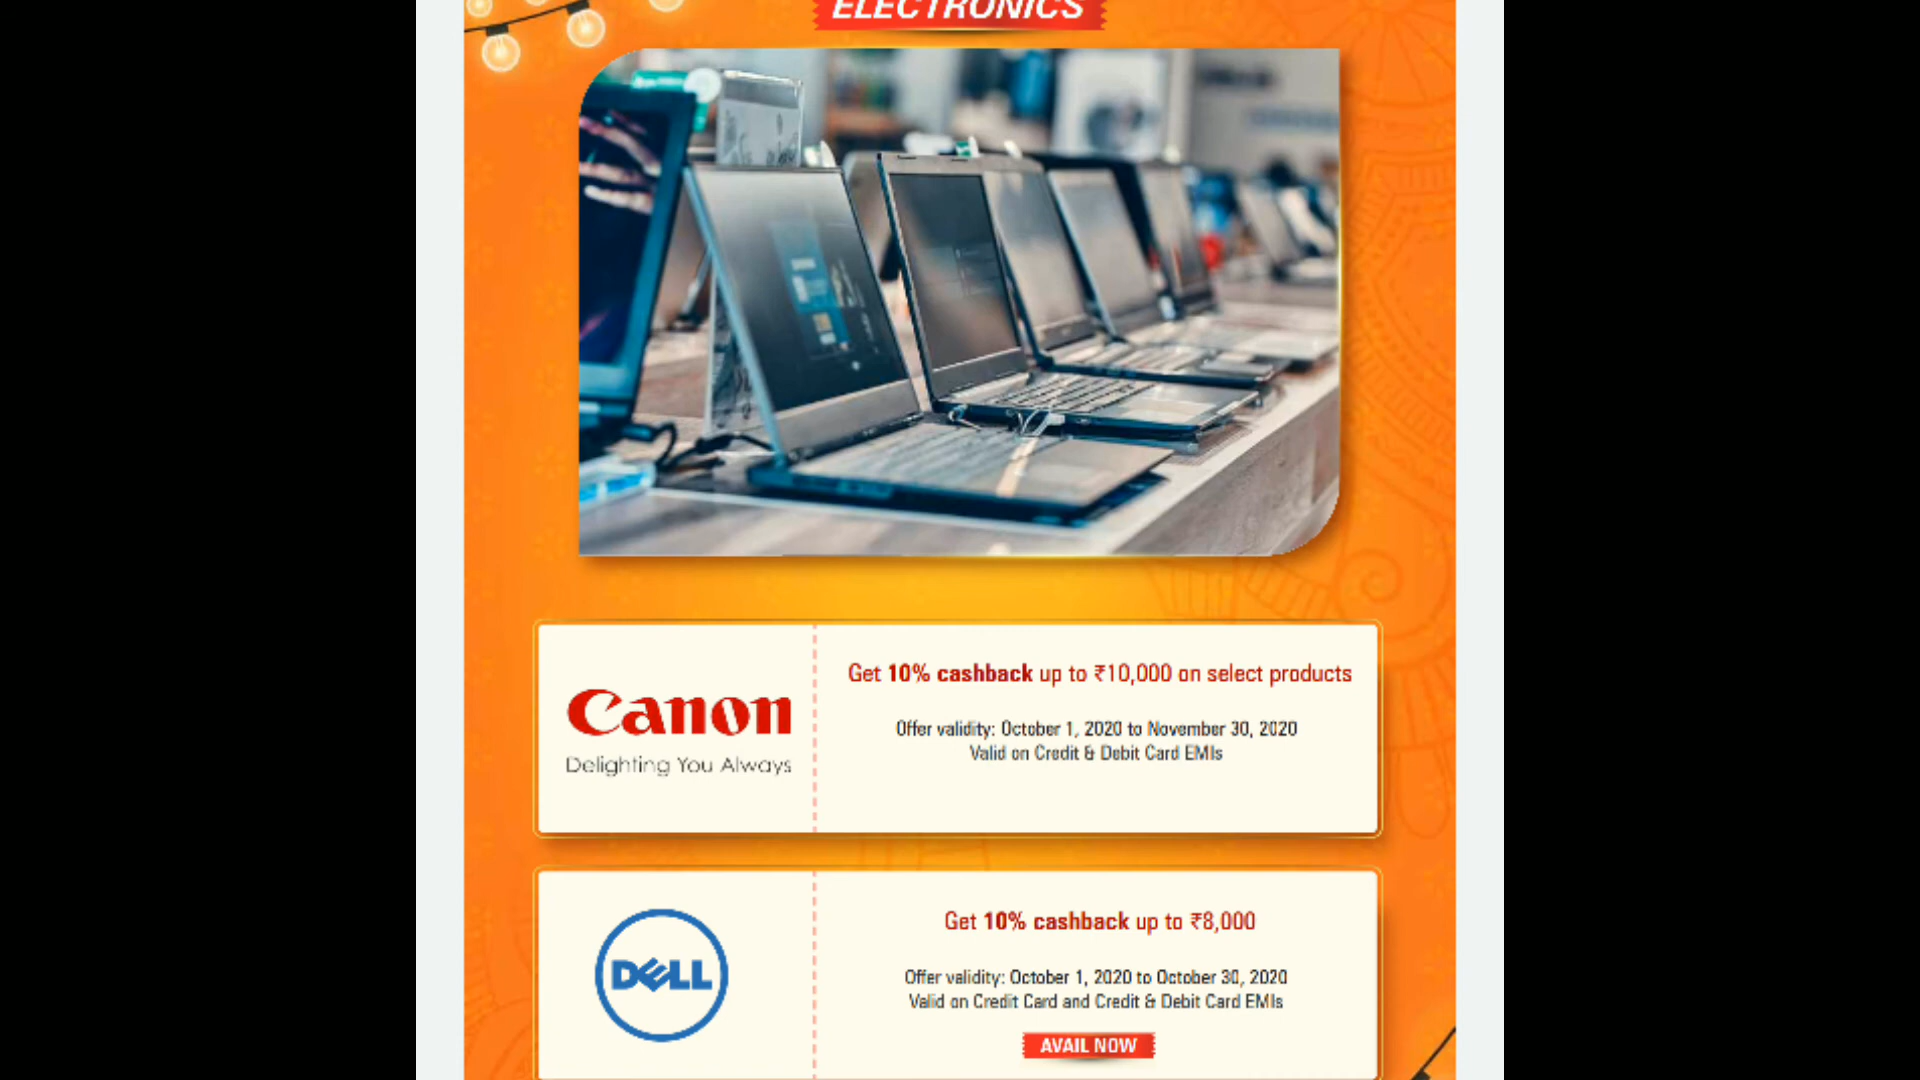 ELECTRONICS
Canon
Delighting You Always
Get 10% cashback up to ₹10,000 on select products
Offer validity: October 1, 2020 to November 30, 2020
Valid on Credit & Debit Card EMIs
DELL
Get 10% cashback up to ₹8,000
Offer validity: October 1, 2020 to October 30, 2020
Valid on Credit Card and Credit & Debit Card EMIs
AVAIL NOW